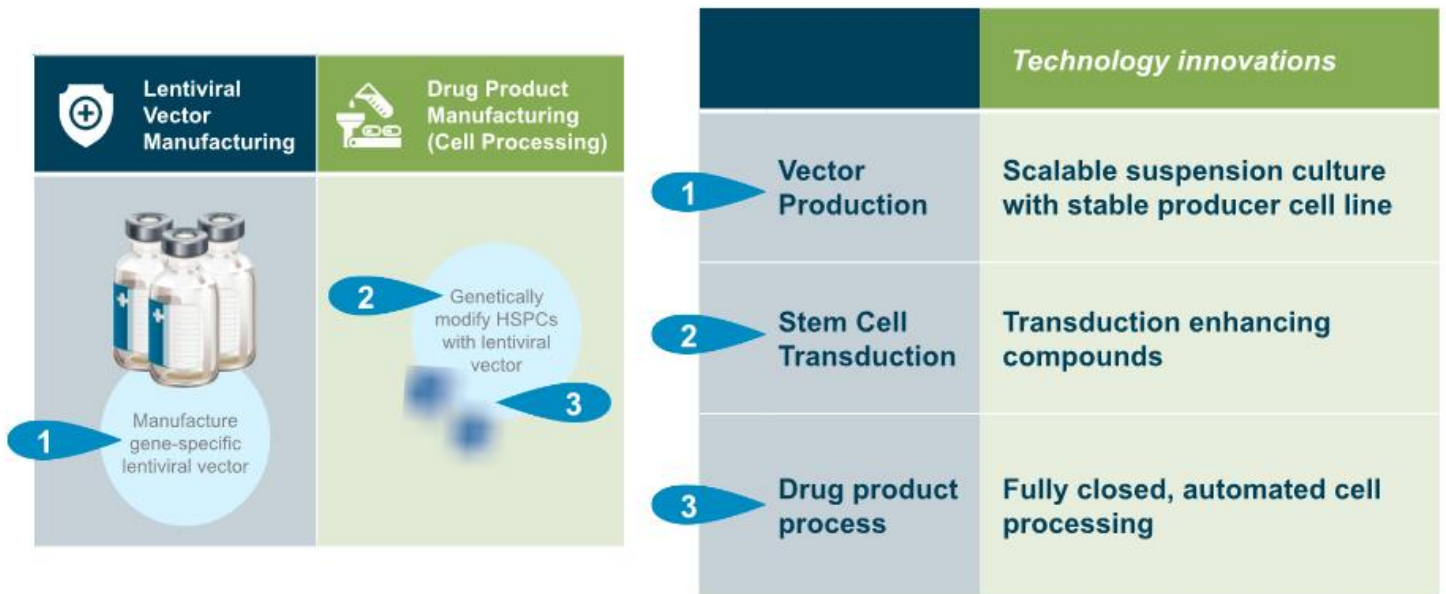 Lentiviral
Vector
Manufacturing
Drug Product
Manufacturing
(Cell Processing)
1
Manufacture
gene-specific
lentiviral vector
2
Genetically
modify HSPCs
with lentiviral
vector
3
Technology innovations
1
Vector
Production
Scalable suspension culture
with stable producer cell line
2
Stem Cell
Transduction
Transduction enhancing
compounds
3
Drug product
process
Fully closed, automated cell
processing